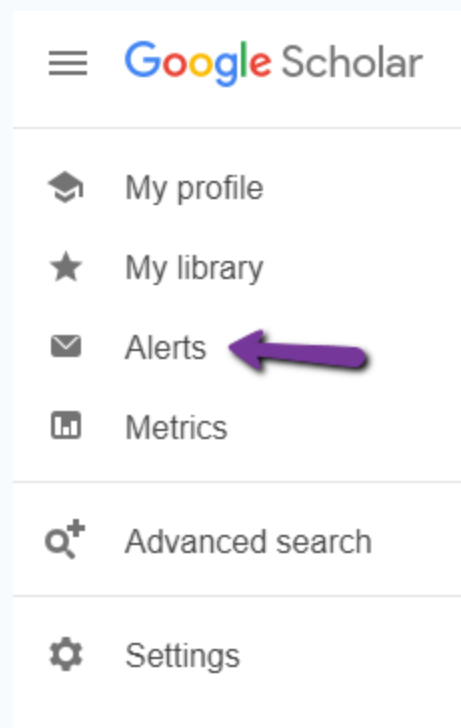 Google Scholar
My profile
My library
Alerts
Metrics
Advanced search
Settings